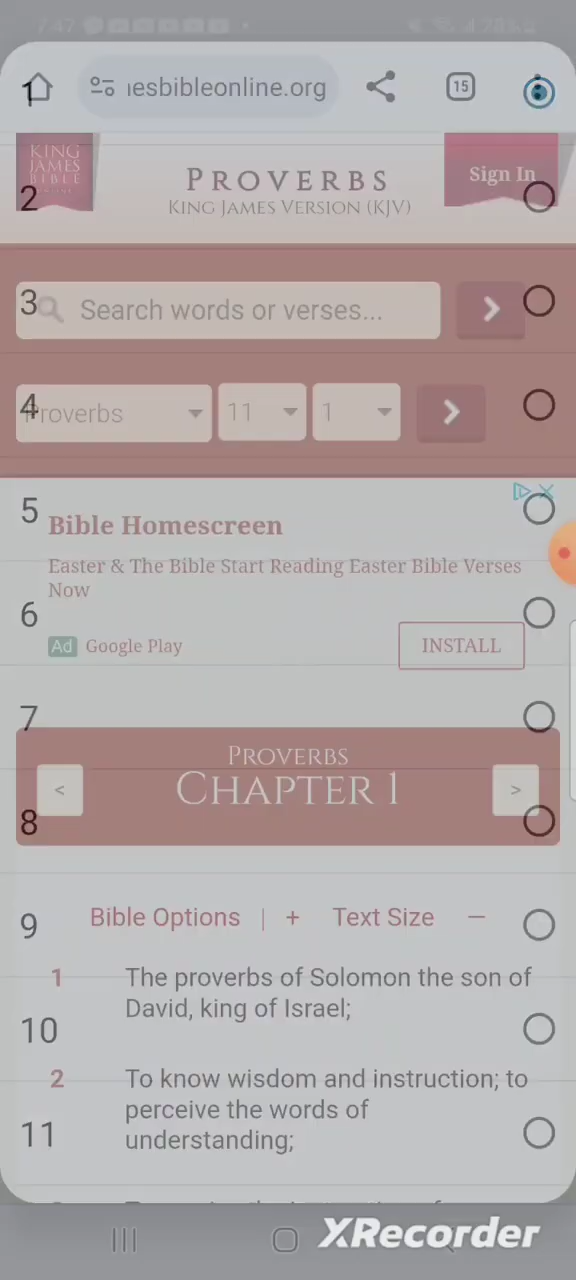 7:47
28%
1
iesbibleonline.org
15
KING
JAMES
BIBLE
PROVERBS
Sign In
2
KING JAMES VERSION (KJV)
3
Search words or verses...
4
Proverbs
11
1
5
Bible Homescreen
Easter & The Bible Start Reading Easter Bible Verses
Now
6
Ad Google Play
INSTALL
7
PROVERBS
CHAPTER 1
<
>
8
9
Bible Options | + Text Size —
1 The proverbs of Solomon the son of
David, king of Israel;
10
2 To know wisdom and instruction; to
perceive the words of
11
understanding;
XRecorder